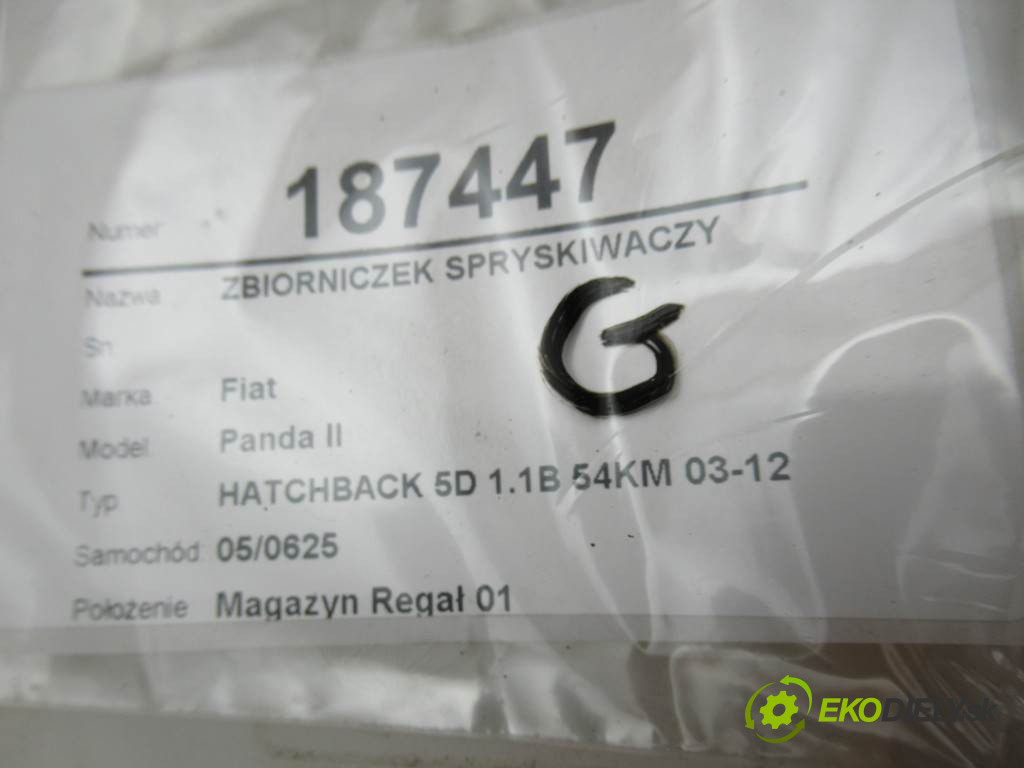 Numer 187447
Nazwa ZBIORNICZEK SPRYSKIWACZY
Sn
G
Marka Fiat
Model Panda II
Typ HATCHBACK 5D 1.1B 54KM 03-12
Samochód 05/0625
Położenie Magazyn Regał 01
EKODIELY.sk